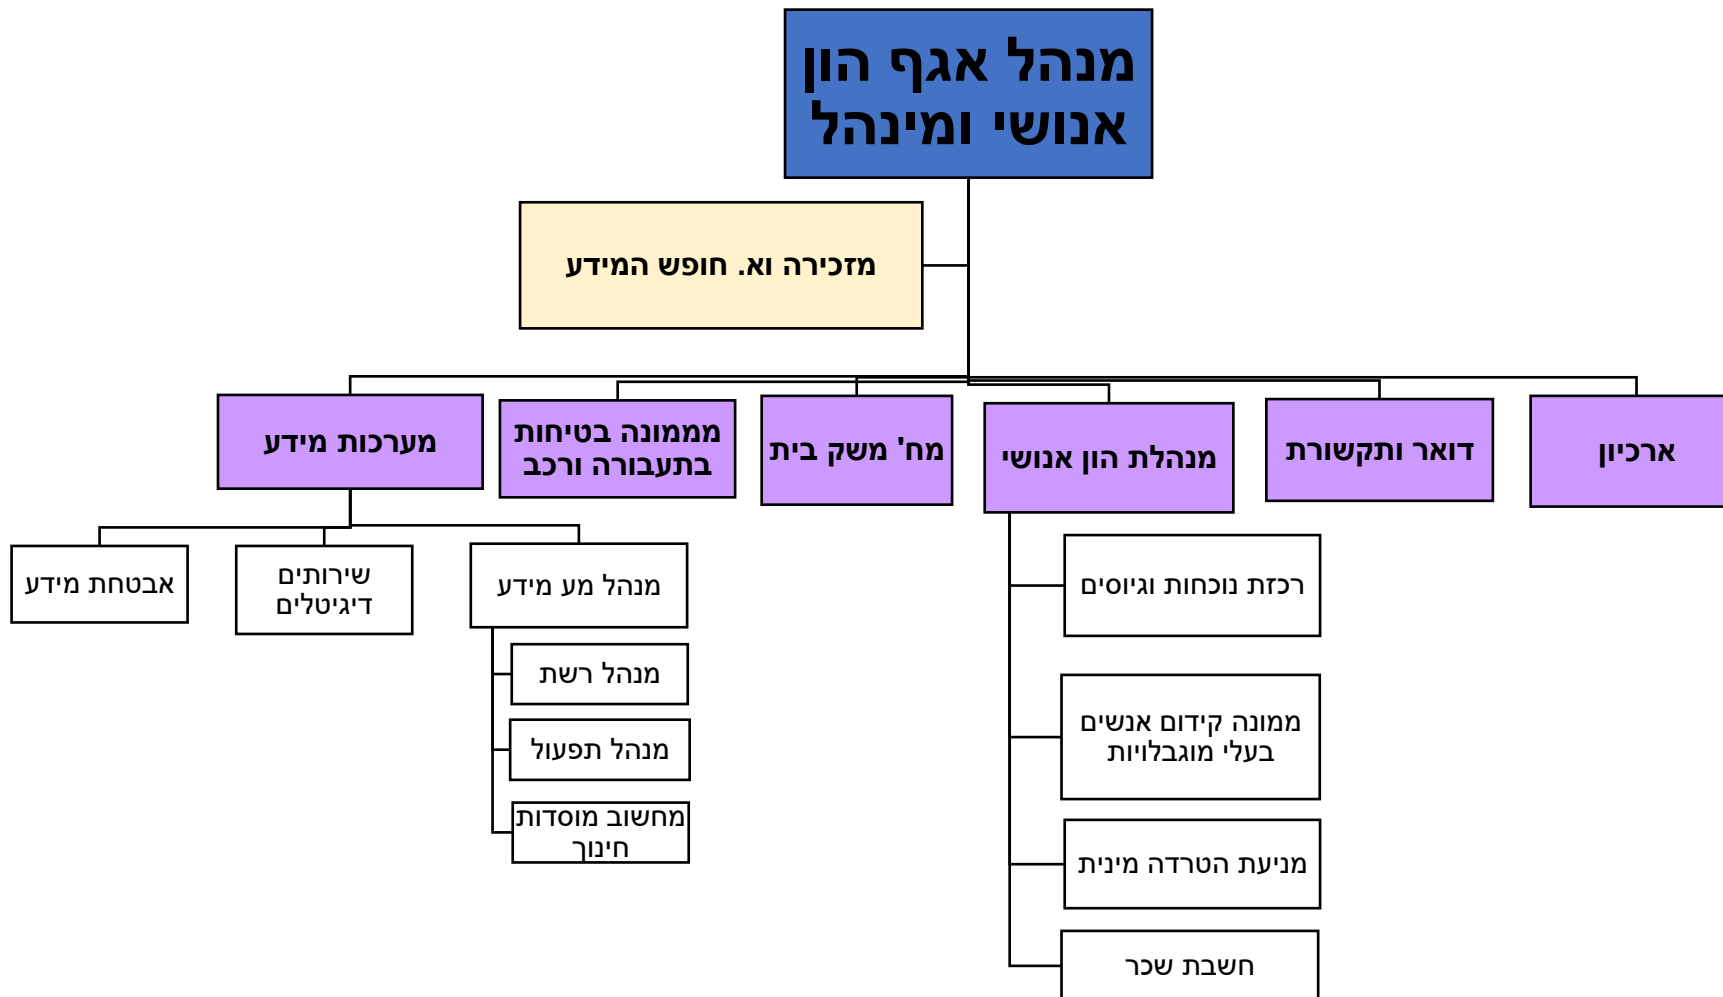 מנהל אגף הון
אנושי ומינהל
מזכירה וא. חופש המידע
ארכיון
דואר ותקשורת
מנהלת הון אנושי
מח' משק בית
מממונה בטיחות
בתעבורה ורכב
מערכות מידע
רכזת נוכחות וגיוסים
ממונה קידום אנשים
בעלי מוגבלויות
מניעת הטרדה מינית
חשבת שכר
מנהל מע מידע
שירותים
דיגיטלים
אבטחת מידע
מנהל רשת
מנהל תפעול
מחשוב מוסדות
חינוך